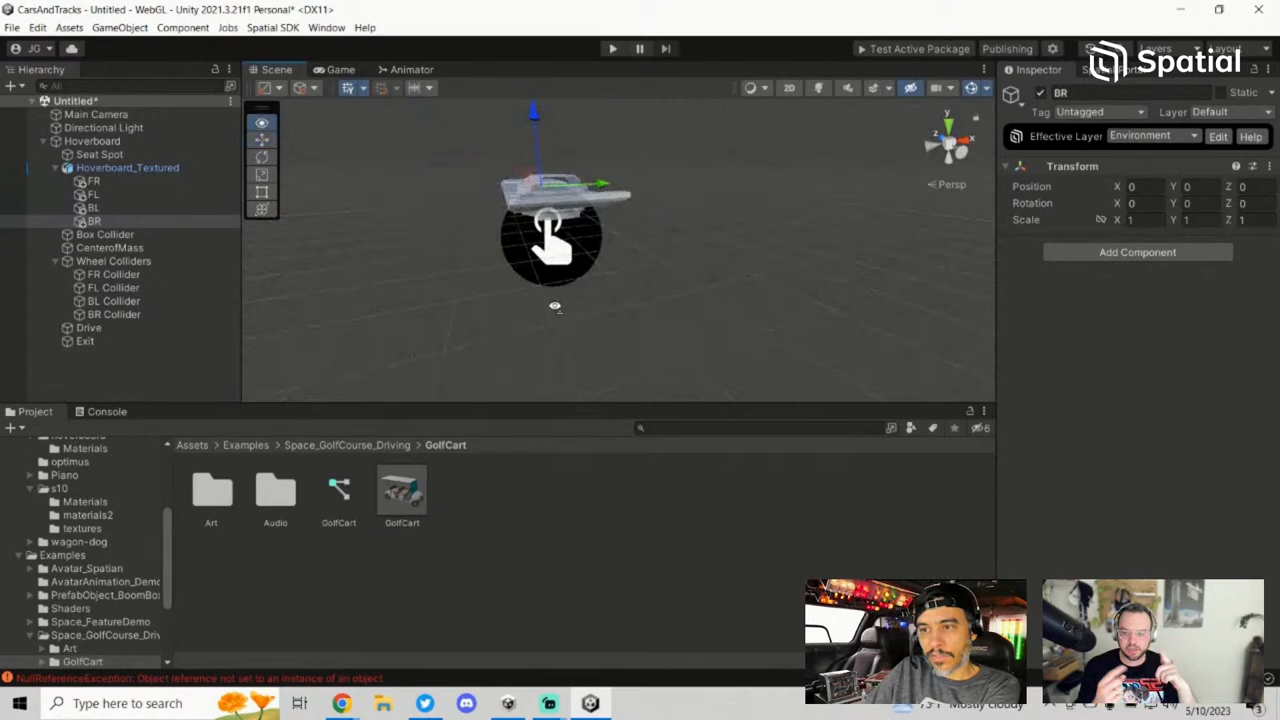 CarsAndTracks - Untitled - WebGL - Unity 2021.3.21f1 Personal* <DX11>
File Edit Assets GameObject Component Jobs Spatial SDK Window Help
JG
Test Active Package
Publishing
Layers
Layout
Spatial
Hierarchy
Scene
Game
Animator
Inspector
All
Untitled*
Main Camera
Directional Light
Hoverboard
Seat Spot
Hoverboard_Textured
FR
FL
BL
BR
Box Collider
CenterofMass
Wheel Colliders
FR Collider
FL Collider
BL Collider
BR Collider
Drive
Exit
2D
y
x
z
Persp
BR
Static
Tag Untagged
Layer Default
Effective Layer Environment Edit Help
Transform
Position X 0 Y 0 Z 0
Rotation X 0 Y 0 Z 0
Scale X 1 Y 1 Z 1
Add Component
Project
Console
6
Materials
optimus
Piano
s10
Materials
materials2
textures
wagon-dog
Examples
Avatar_Spatian
AvatarAnimation_Demo
PrefabObject_BoomBo
Shaders
Space_FeatureDemo
Space_GolfCourse_Driv
Art
GolfCart
Assets > Examples > Space_GolfCourse_Driving > GolfCart
Art
Audio
GolfCart
GolfCart
NullReferenceException: Object reference not set to an instance of an object
Type here to search
Mostly cloudy
5/10/2023
3